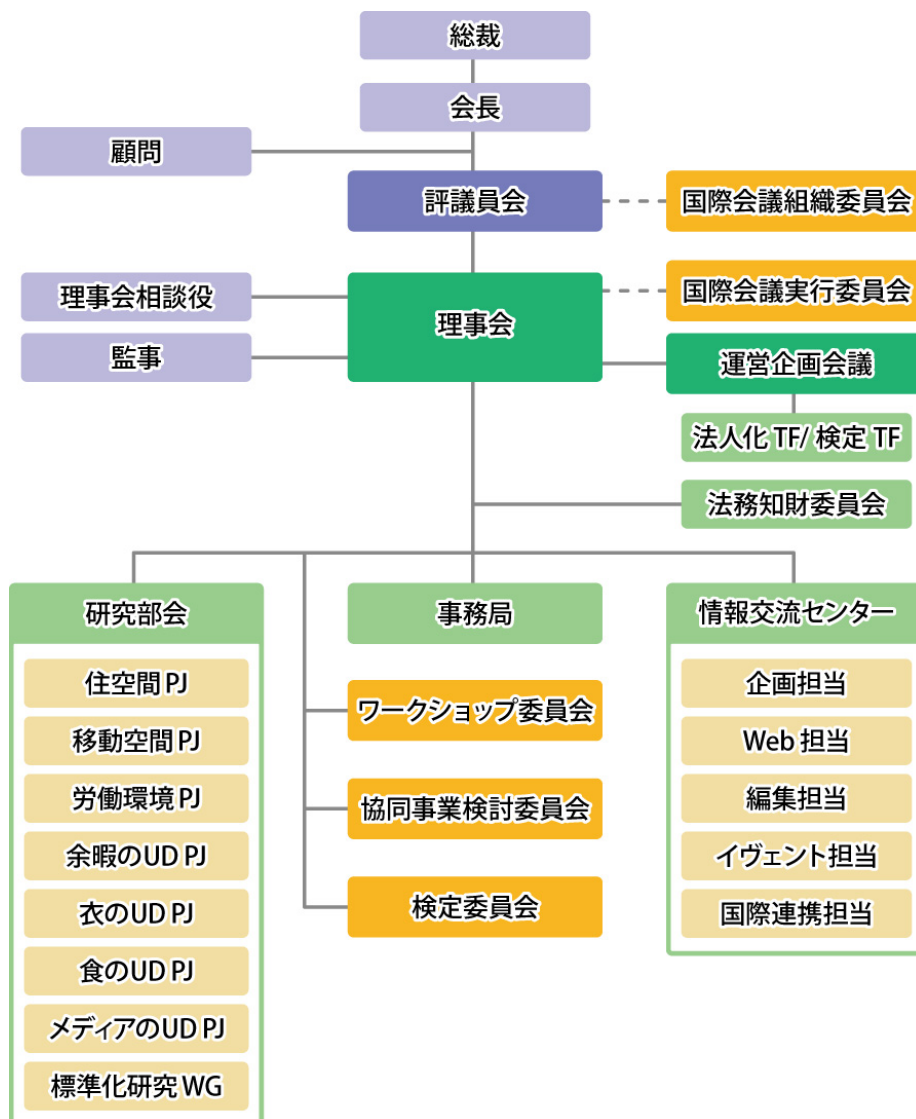 総裁
会長
顧問
評議員会
国際会議組織委員会
理事会相談役
理事会
国際会議実行委員会
監事
運営企画会議
法人化 TF/ 検定 TF
法務知財委員会
研究部会
住空間 PJ
移動空間 PJ
労働環境 PJ
余暇のUD PJ
衣のUD PJ
食のUD PJ
メディアのUD PJ
標準化研究 WG
事務局
ワークショップ委員会
協同事業検討委員会
検定委員会
情報交流センター
企画担当
Web 担当
編集担当
イヴェント担当
国際連携担当